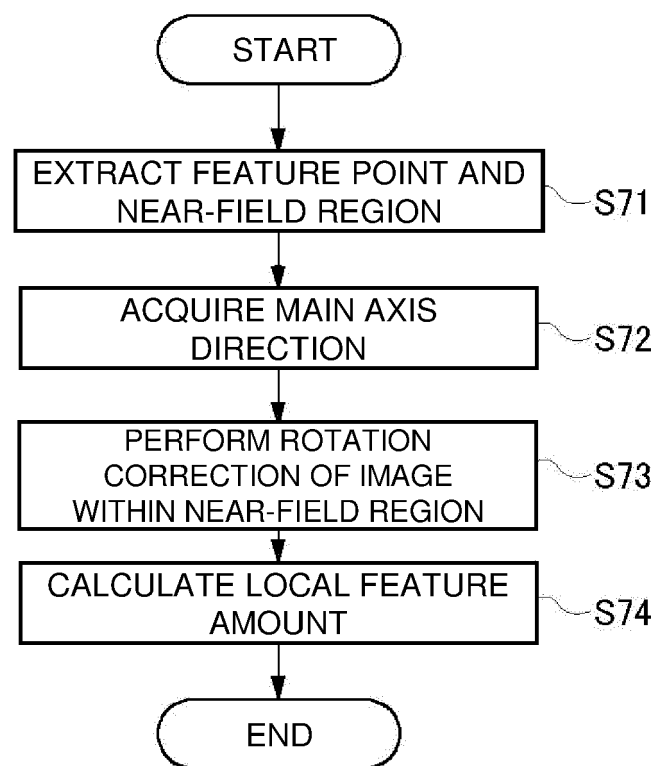 START
EXTRACT FEATURE POINT AND
NEAR-FIELD REGION
S71
ACQUIRE MAIN AXIS
DIRECTION
S72
PERFORM ROTATION
CORRECTION OF IMAGE
WITHIN NEAR-FIELD REGION
S73
CALCULATE LOCAL FEATURE
AMOUNT
S74
END